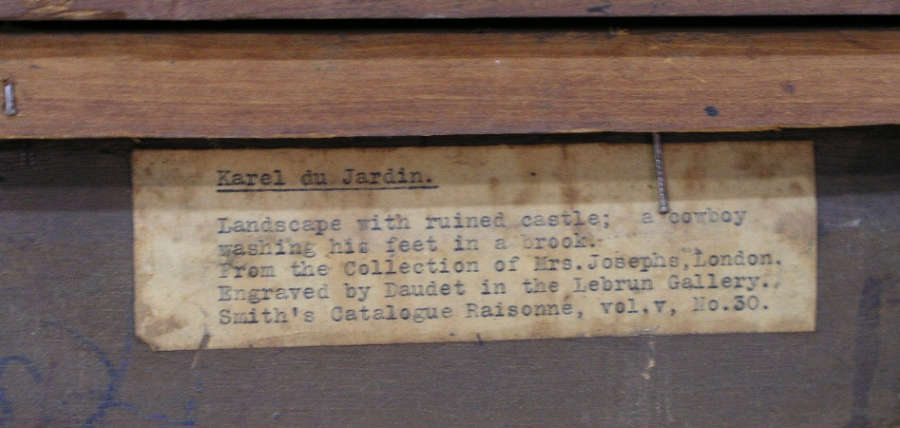 Karel du Jardin.
Landscape with ruined castle; a cowboy
washing his feet in a brook.
From the Collection of Mrs.Josephs,London.
Engraved by Daudet in the Lebrun Gallery.
Smith's Catalogue Raisonné, vol.v, No.30.